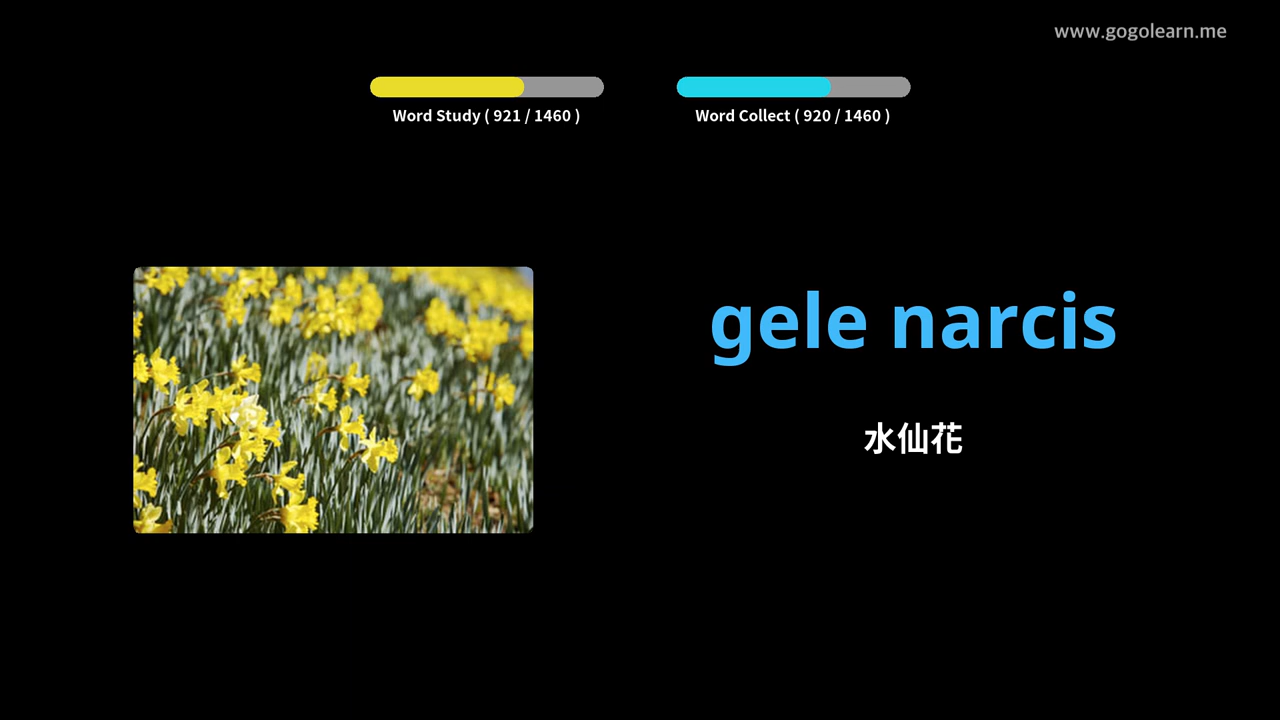 www.gogolearn.me
Word Study ( 921 / 1460 )
Word Collect ( 920 / 1460 )
gele narcis
水仙花